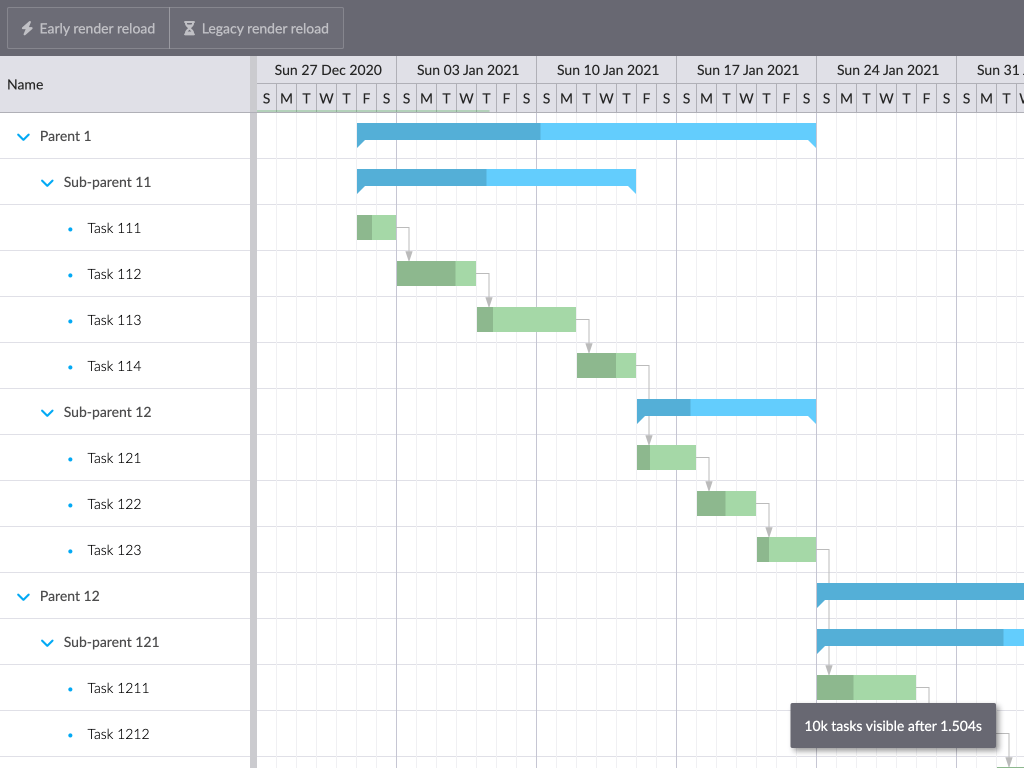 Early render reload
Legacy render reload
Name
Sun 27 Dec 2020
Sun 03 Jan 2021
Sun 10 Jan 2021
Sun 17 Jan 2021
Sun 24 Jan 2021
Sun 31
S M T W T F S S M T W T F S S M T W T F S S M T W T F S S M T W T F S S M T W
Parent 1
Sub-parent 11
Task 111
Task 112
Task 113
Task 114
Sub-parent 12
Task 121
Task 122
Task 123
Parent 12
Sub-parent 121
Task 1211
Task 1212
10k tasks visible after 1.504s